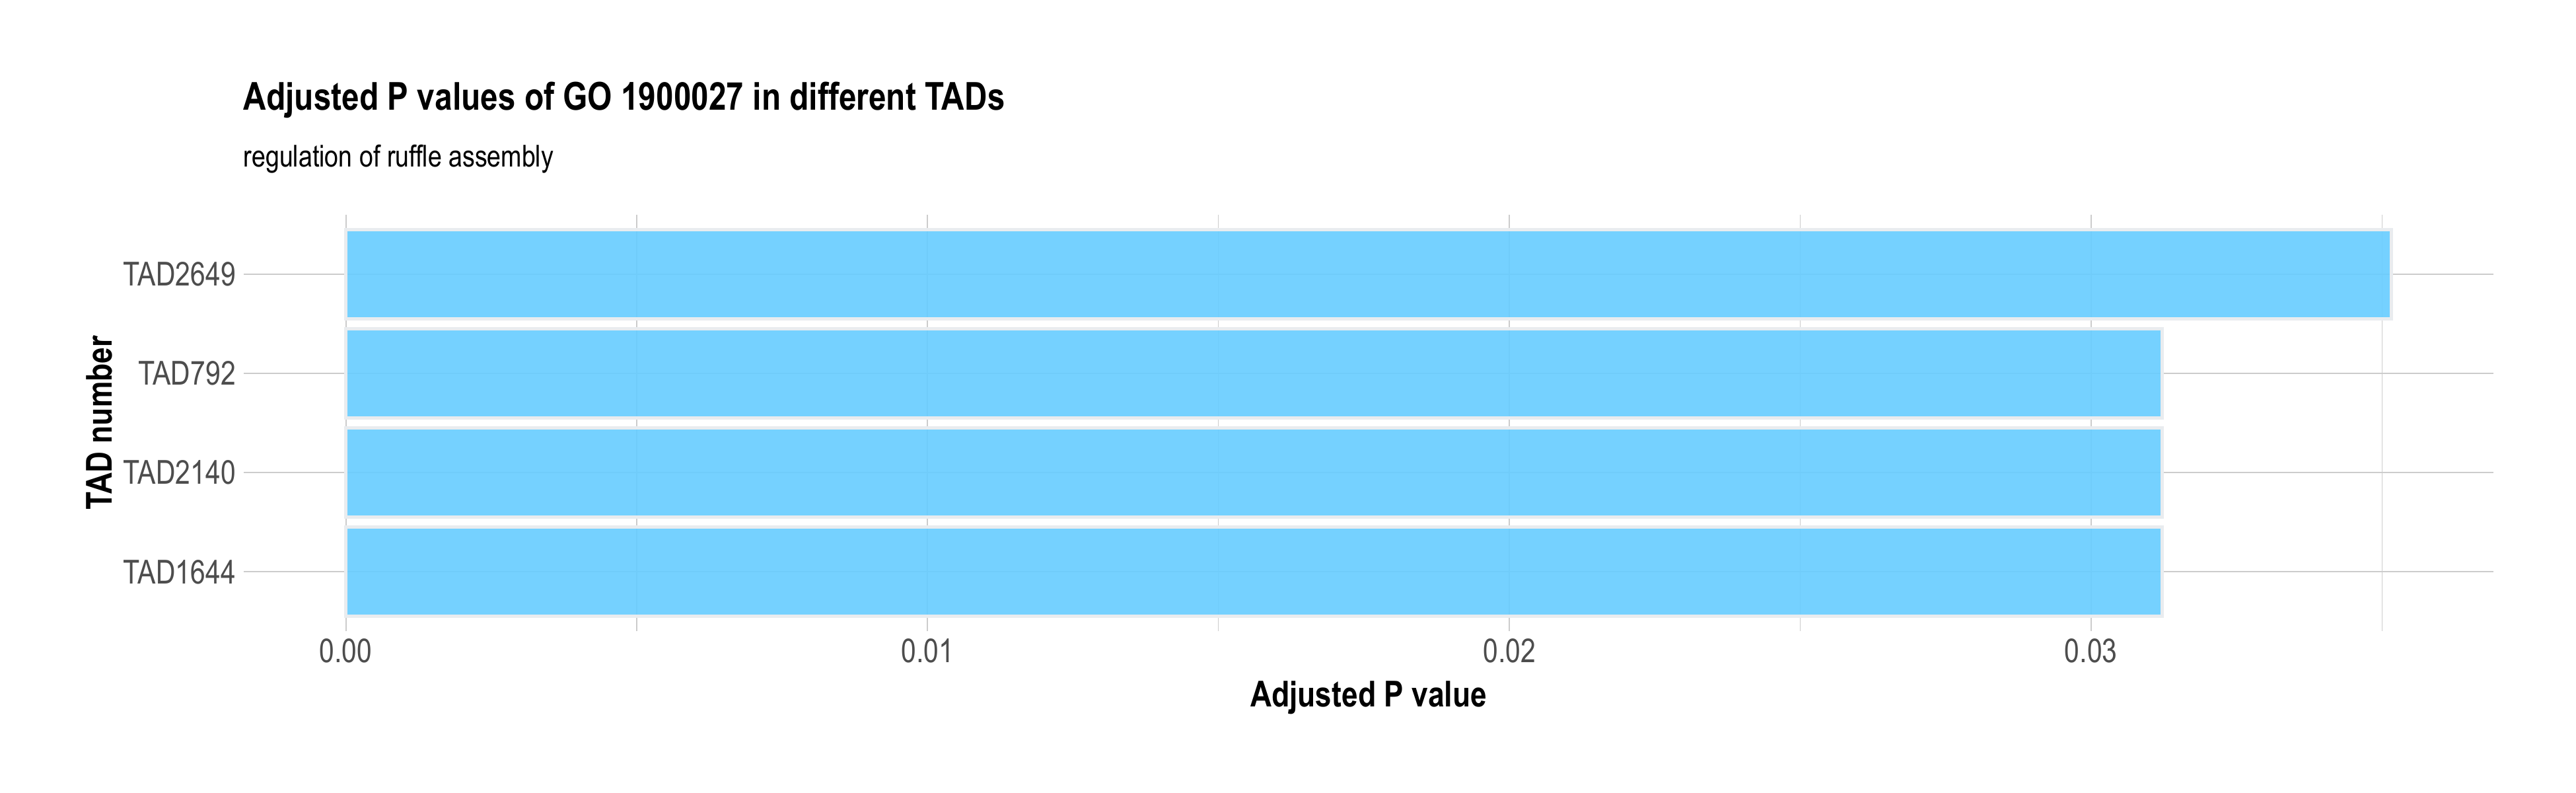 Adjusted P values of GO 1900027 in different TADs
regulation of ruffle assembly
TAD number
TAD2649
TAD792
TAD2140
TAD1644
0.00 0.01 0.02 0.03
Adjusted P value